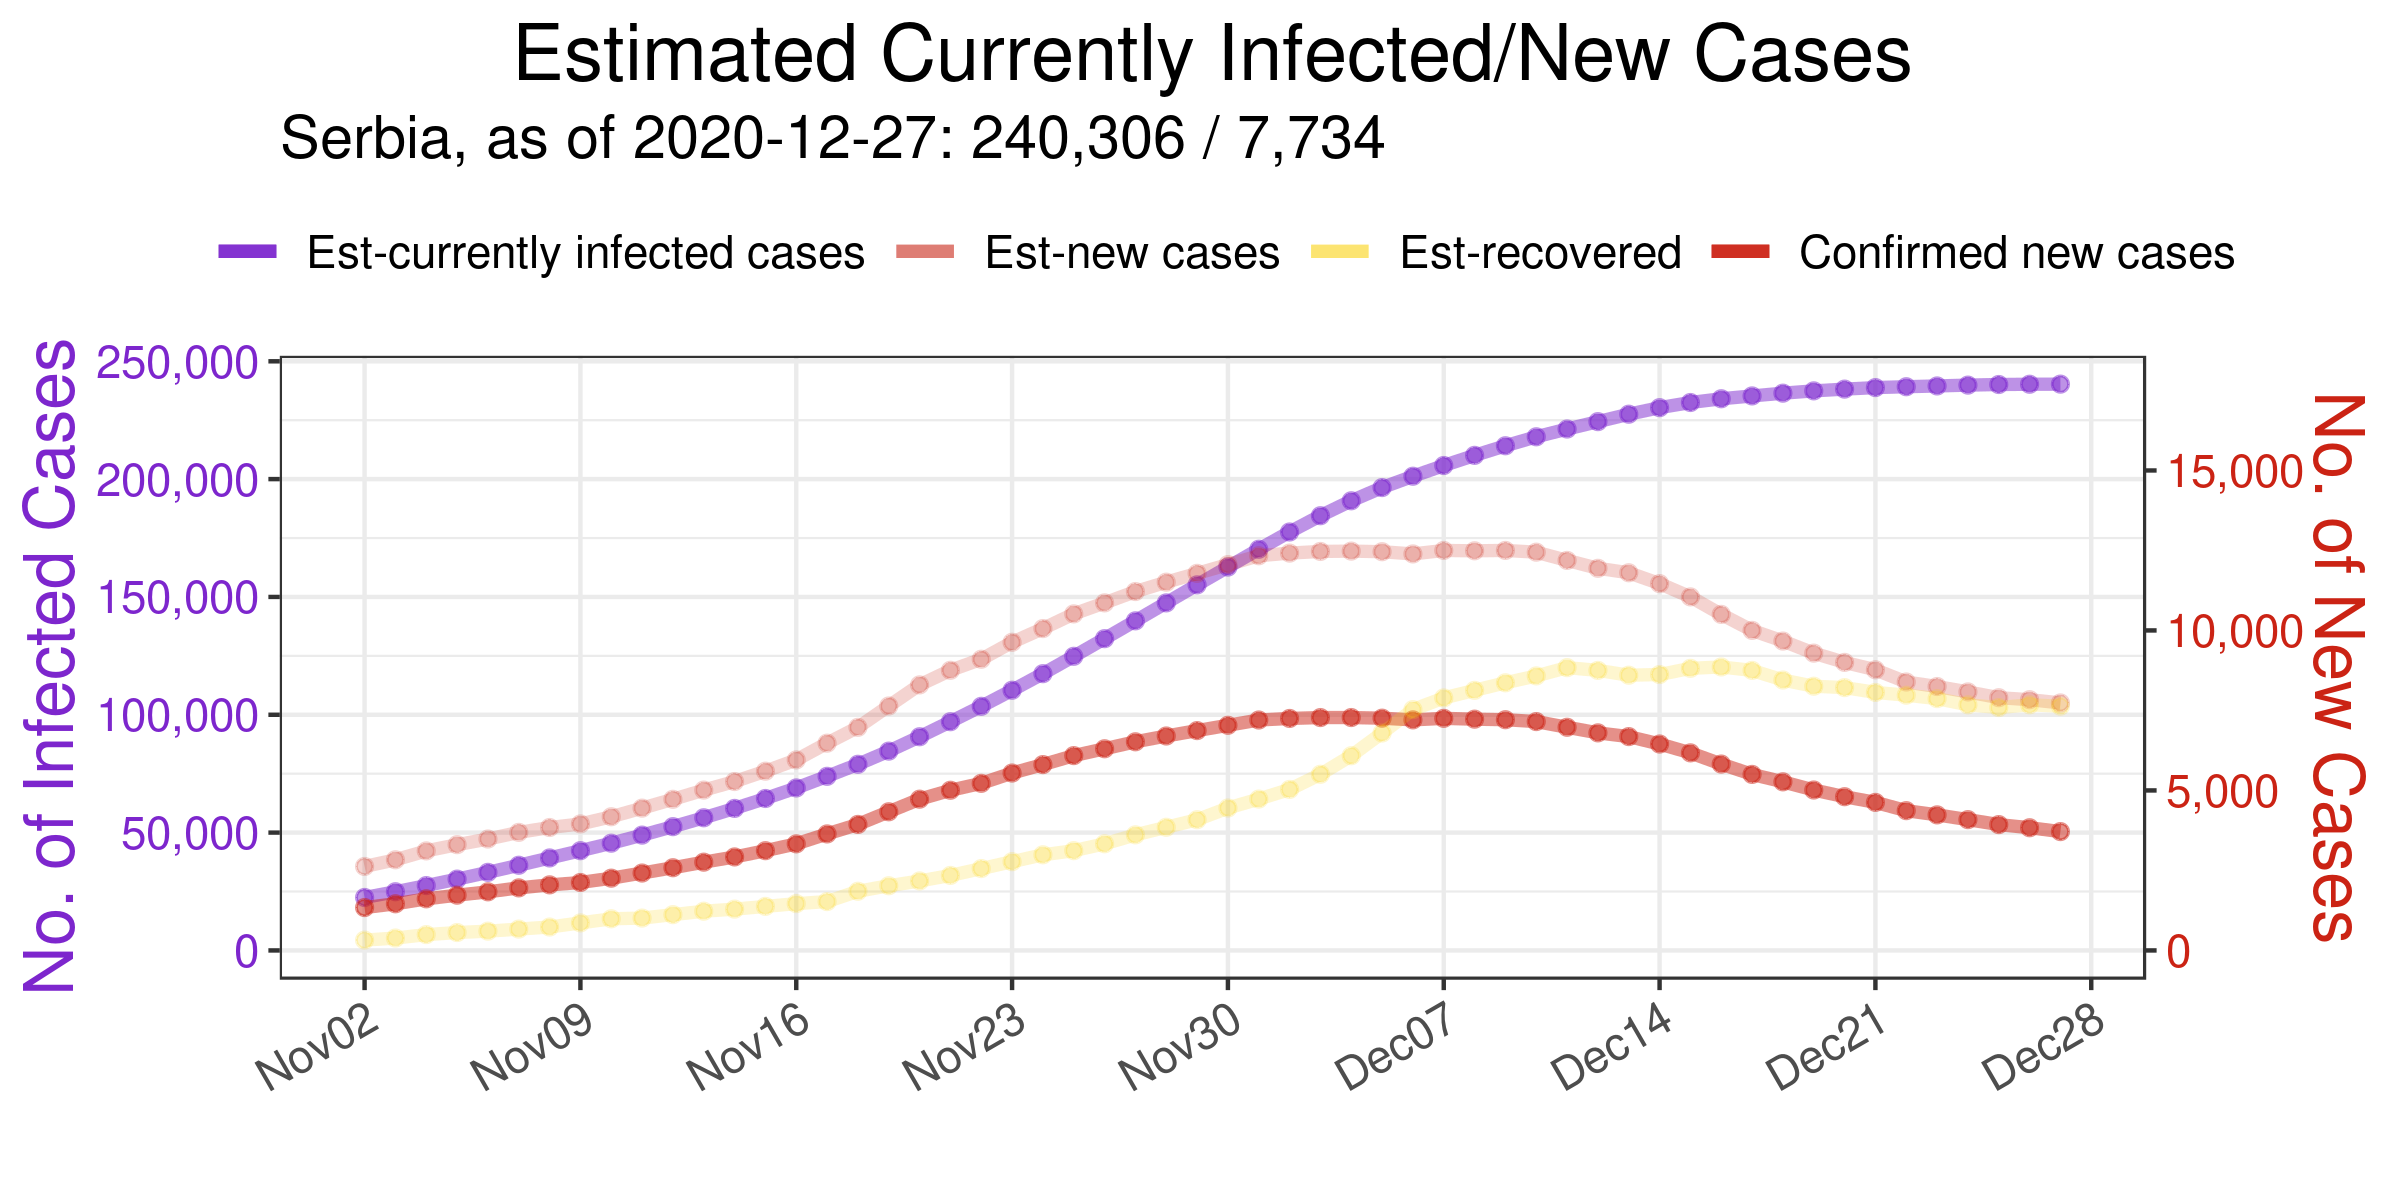 Estimated Currently Infected/New Cases
Serbia, as of 2020-12-27: 240,306 / 7,734
Est-currently infected cases Est-new cases Est-recovered Confirmed new cases
No. of Infected Cases
250,000
200,000
150,000
100,000
50,000
0
No. of New Cases
15,000
10,000
5,000
0
Nov02 Nov09 Nov16 Nov23 Nov30 Dec07 Dec14 Dec21 Dec28